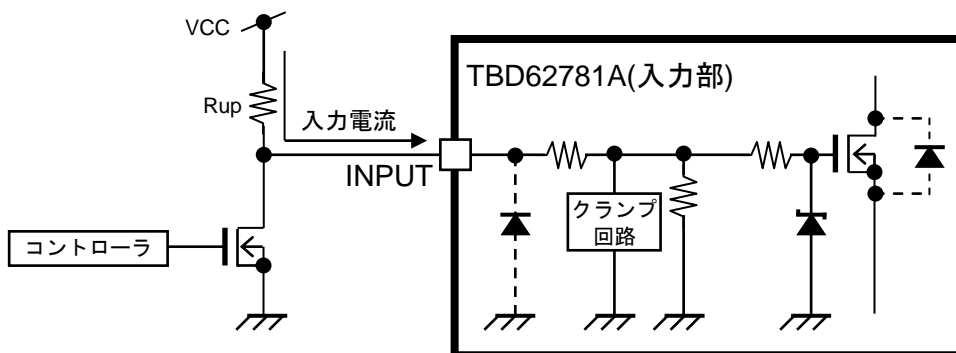 VCC
TBD62781A(入力部)
Rup
入力電流
INPUT
クランプ
回路
コントローラ